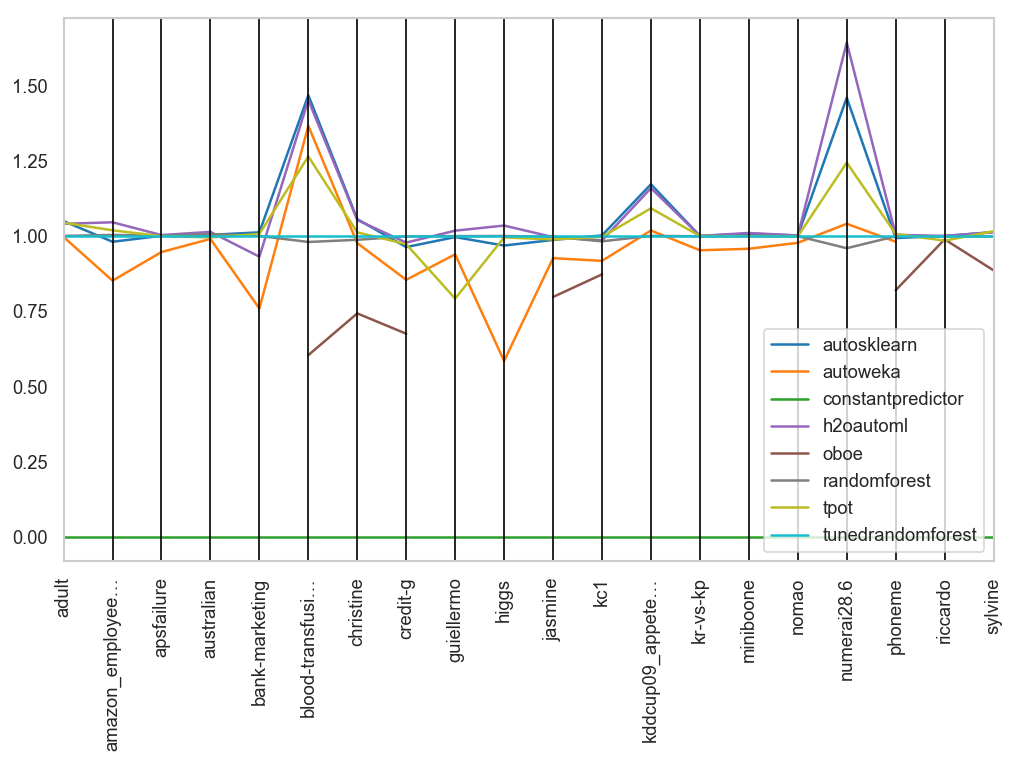 1.50
1.25
1.00
0.75
0.50
0.25
0.00
autosklearn
autoweka
constantpredictor
h2oautoml
oboe
randomforest
tpot
tunedrandomforest
adult
amazon_employee…
apsfailure
australian
bank-marketing
blood-transfusi…
christine
credit-g
guiellermo
higgs
jasmine
kc1
kddcup09_appete…
kr-vs-kp
miniboone
nomao
numerai28.6
phoneme
riccardo
sylvine